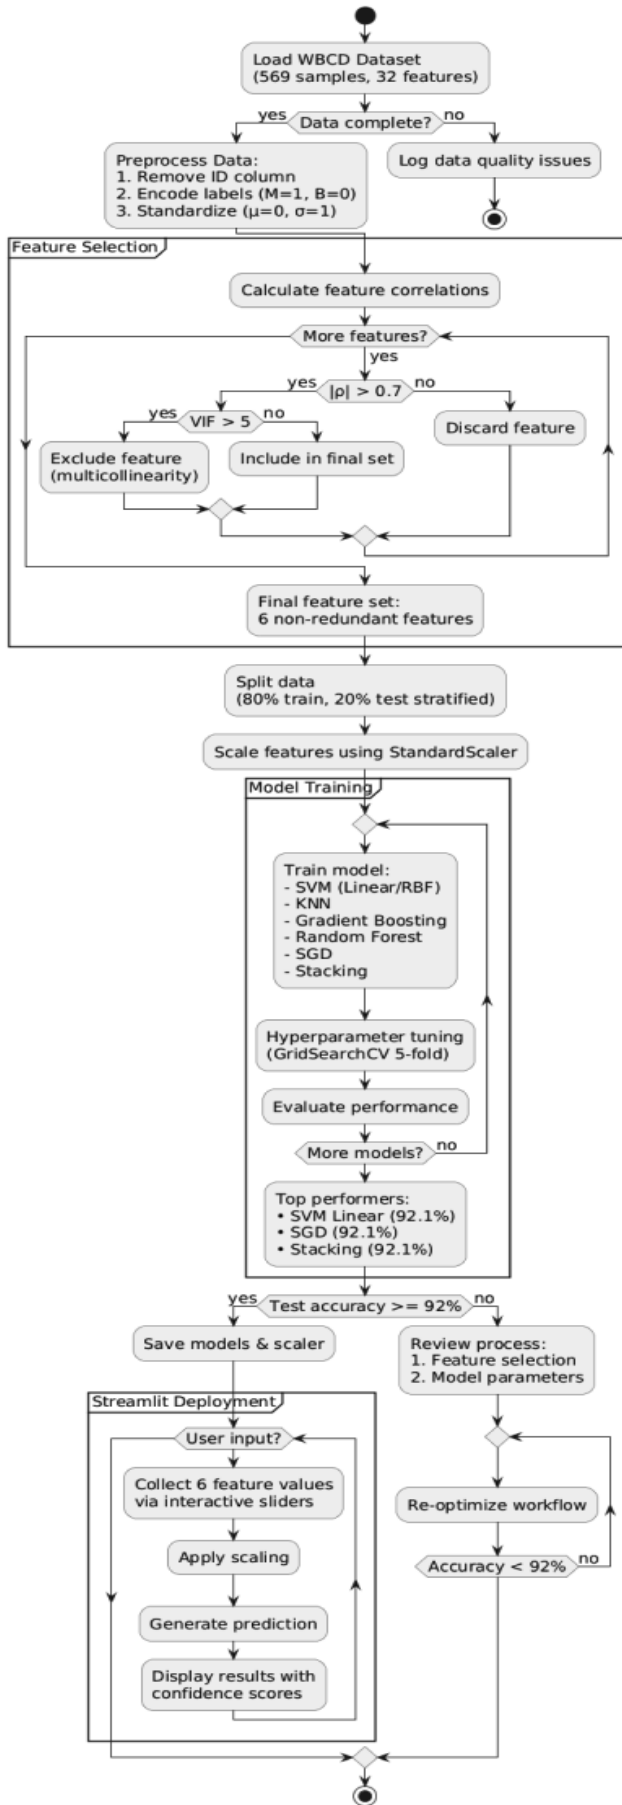 Load WBCD Dataset
(569 samples, 32 features)
yes
Data complete?
no
Preprocess Data:
1. Remove ID column
2. Encode labels (M=1, B=0)
3. Standardize (μ=0, σ=1)
Log data quality issues
Feature Selection
Calculate feature correlations
More features?
yes
yes
|ρ| > 0.7
no
yes
VIF > 5
no
Exclude feature
(multicollinearity)
Include in final set
Discard feature
Final feature set:
6 non-redundant features
Split data
(80% train, 20% test stratified)
Scale features using StandardScaler
Model Training
Train model:
- SVM (Linear/RBF)
- KNN
- Gradient Boosting
- Random Forest
- SGD
- Stacking
Hyperparameter tuning
(GridSearchCV 5-fold)
Evaluate performance
More models?
no
Top performers:
• SVM Linear (92.1%)
• SGD (92.1%)
• Stacking (92.1%)
yes
Test accuracy >= 92%
no
Save models & scaler
Review process:
1. Feature selection
2. Model parameters
Streamlit Deployment
User input?
Collect 6 feature values
via interactive sliders
Apply scaling
Generate prediction
Display results with
confidence scores
Re-optimize workflow
Accuracy < 92%
no